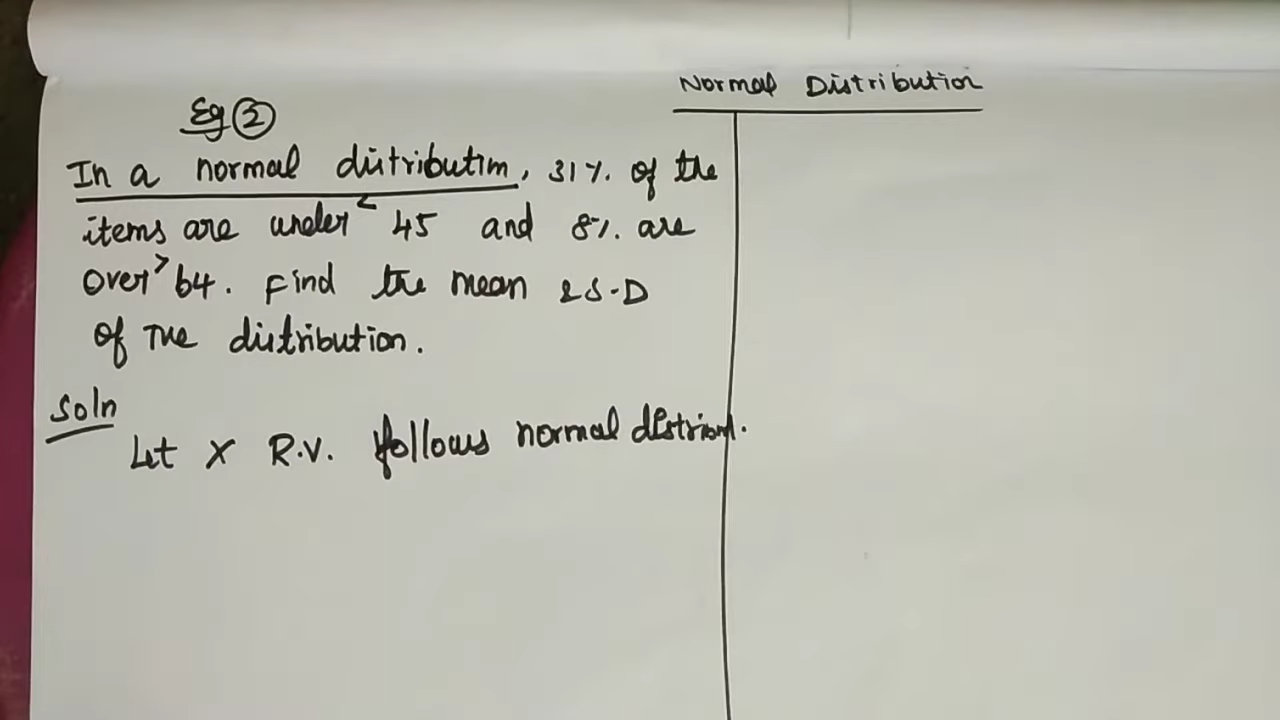 Normal Distribution
Eg ②
In a normal distribution, 31%. of the
items are under < 45 and 8%. are
over > 64. Find the mean & S.D
of The distribution.
Soln
Let X R.V. follows normal distribn.